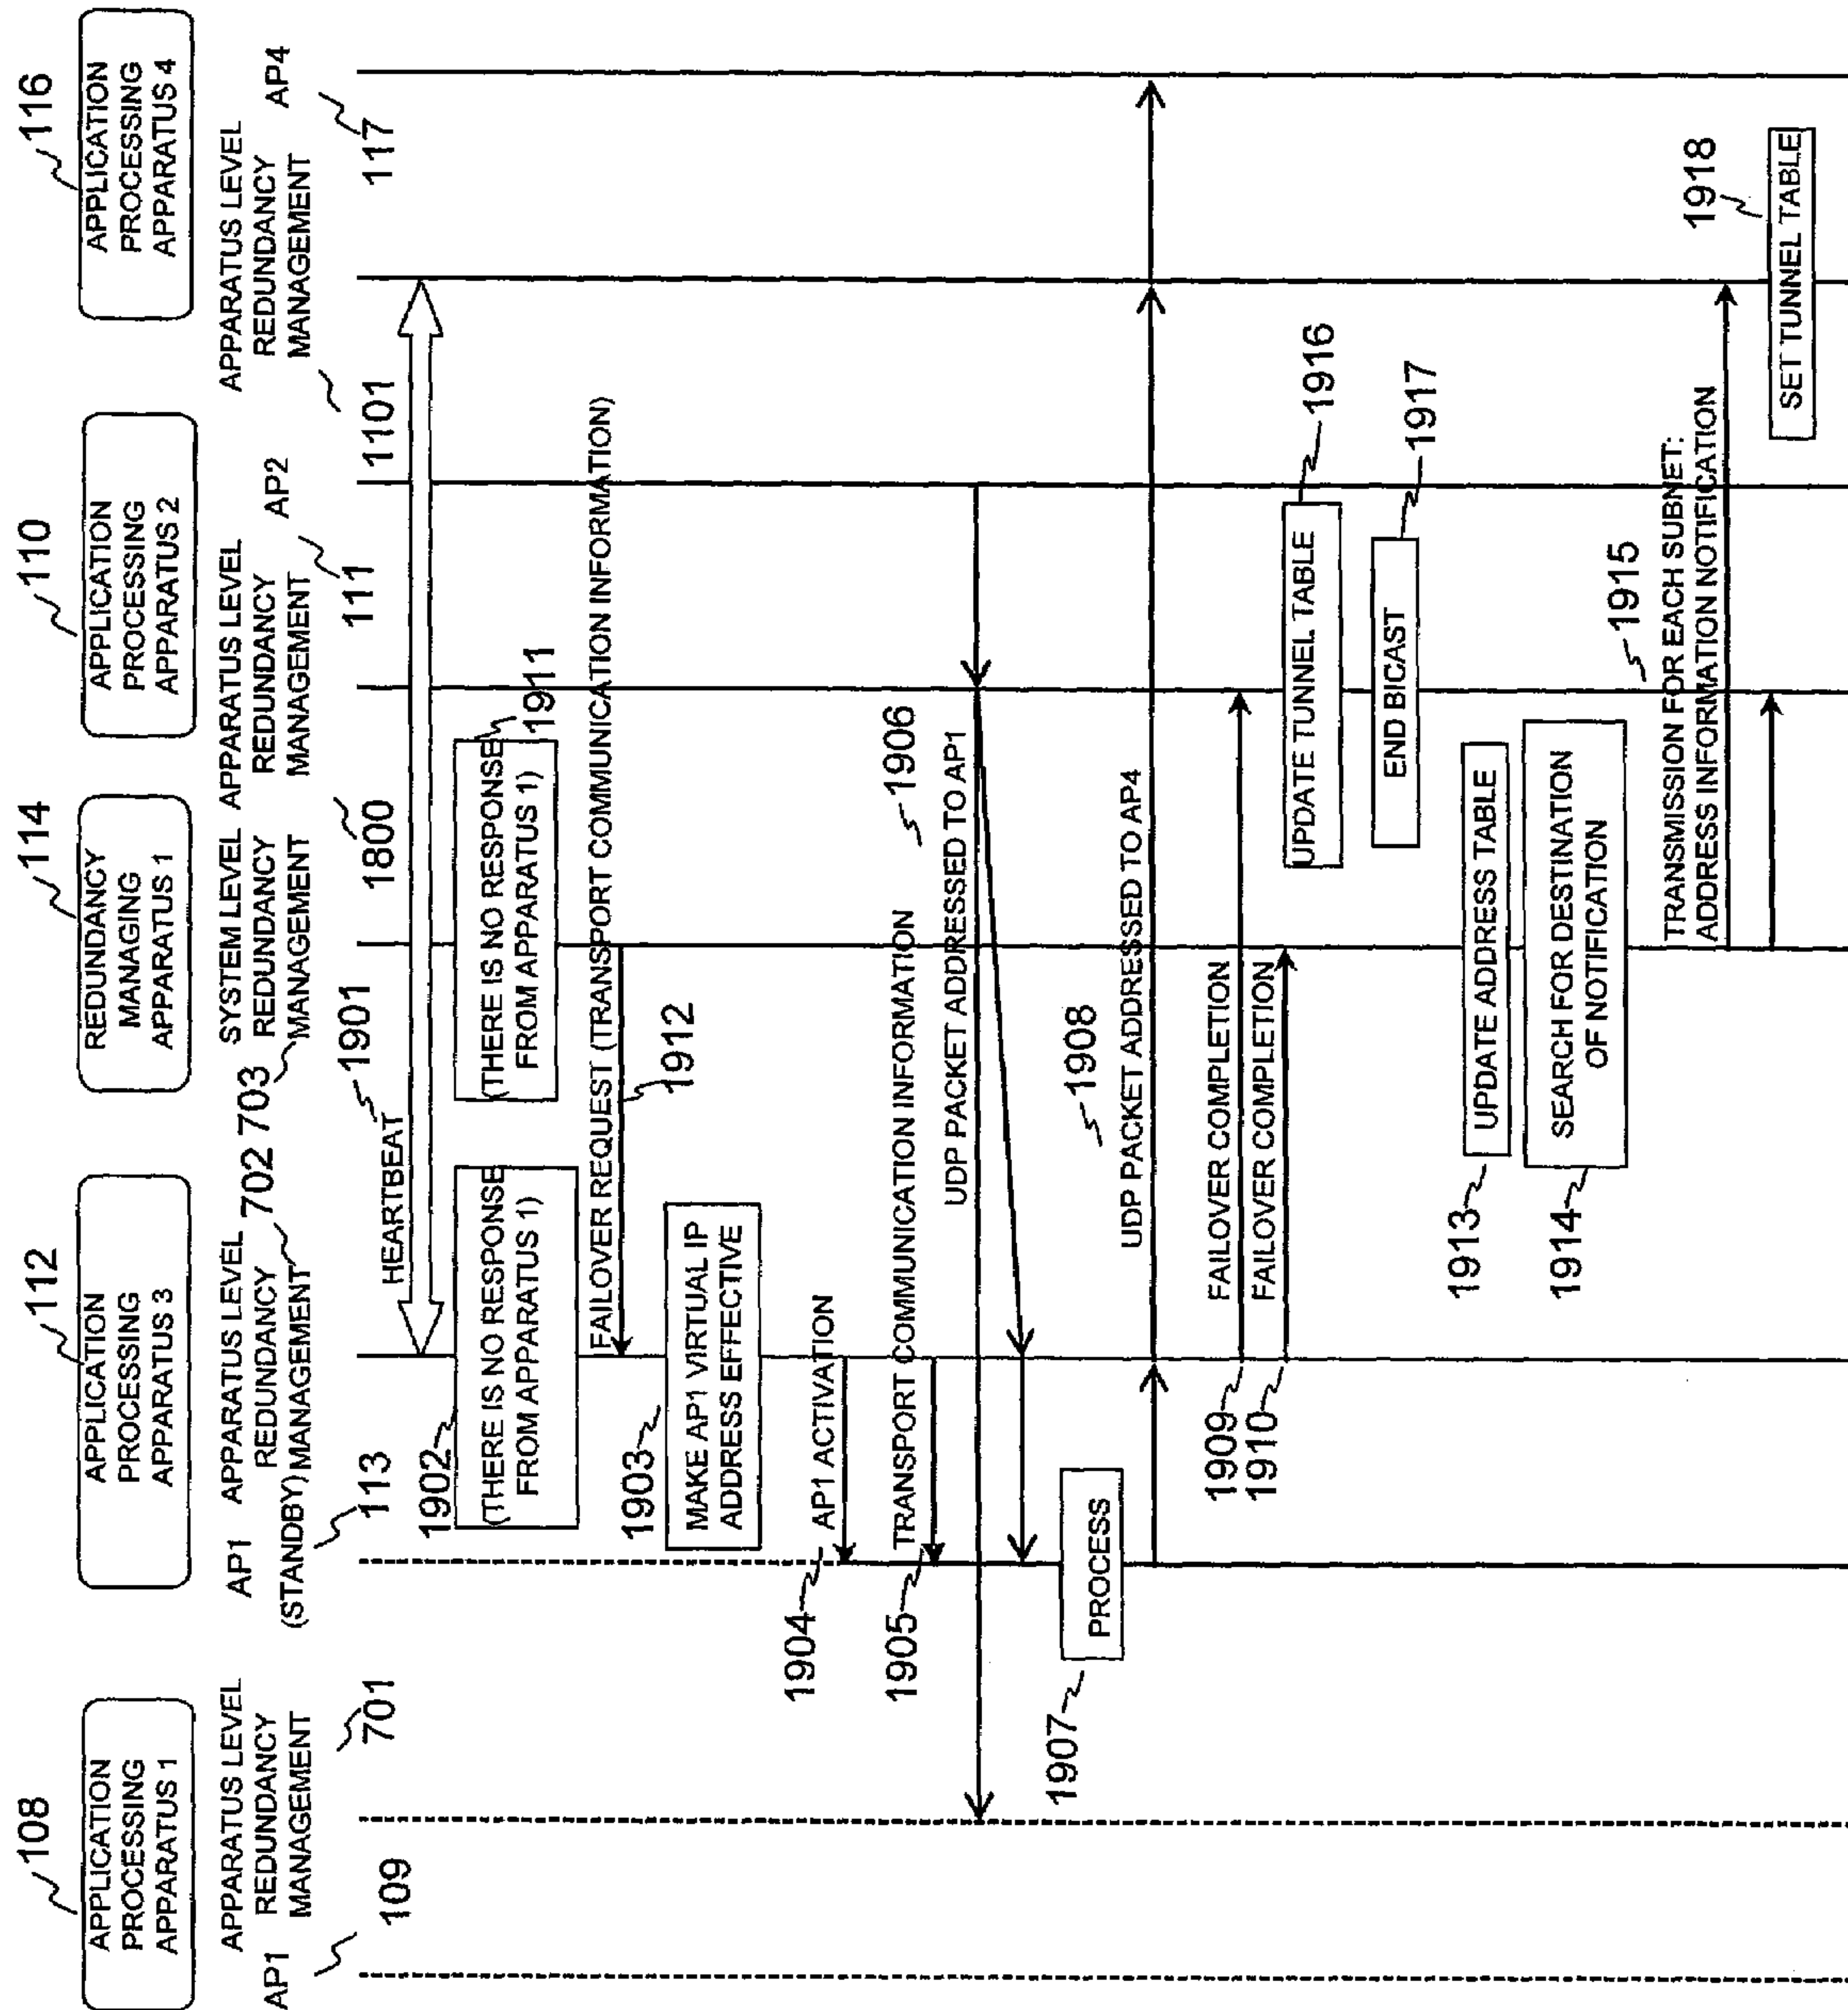 108
APPLICATION
PROCESSING
APPARATUS 1
112
APPLICATION
PROCESSING
APPARATUS 3
114
REDUNDANCY
MANAGING
APPARATUS 1
110
APPLICATION
PROCESSING
APPARATUS 2
116
APPLICATION
PROCESSING
APPARATUS 4
AP1
109
APPARATUS LEVEL
REDUNDANCY
MANAGEMENT
701
AP1
(STANDBY)
113
APPARATUS LEVEL
REDUNDANCY
MANAGEMENT
702
703
SYSTEM LEVEL
REDUNDANCY
MANAGEMENT
APPARATUS LEVEL
REDUNDANCY
MANAGEMENT
1800
AP2
111
APPARATUS LEVEL
REDUNDANCY
MANAGEMENT
1101
AP4
117
HEARTBEAT
1901
1902
(THERE IS NO RESPONSE
FROM APPARATUS 1)
(THERE IS NO RESPONSE
FROM APPARATUS 1)
1911
FAILOVER REQUEST (TRANSPORT COMMUNICATION INFORMATION)
1912
1903
MAKE AP1 VIRTUAL IP
ADDRESS EFFECTIVE
1904
AP1 ACTIVATION
1905
TRANSPORT COMMUNICATION INFORMATION
1906
UDP PACKET ADDRESSED TO AP1
1907
PROCESS
1908
UDP PACKET ADDRESSED TO AP4
1909
FAILOVER COMPLETION
1910
FAILOVER COMPLETION
UPDATE TUNNEL TABLE
1916
END BICAST
1917
1913
UPDATE ADDRESS TABLE
1914
SEARCH FOR DESTINATION
OF NOTIFICATION
1915
TRANSMISSION FOR EACH SUBNET:
ADDRESS INFORMATION NOTIFICATION
1918
SET TUNNEL TABLE